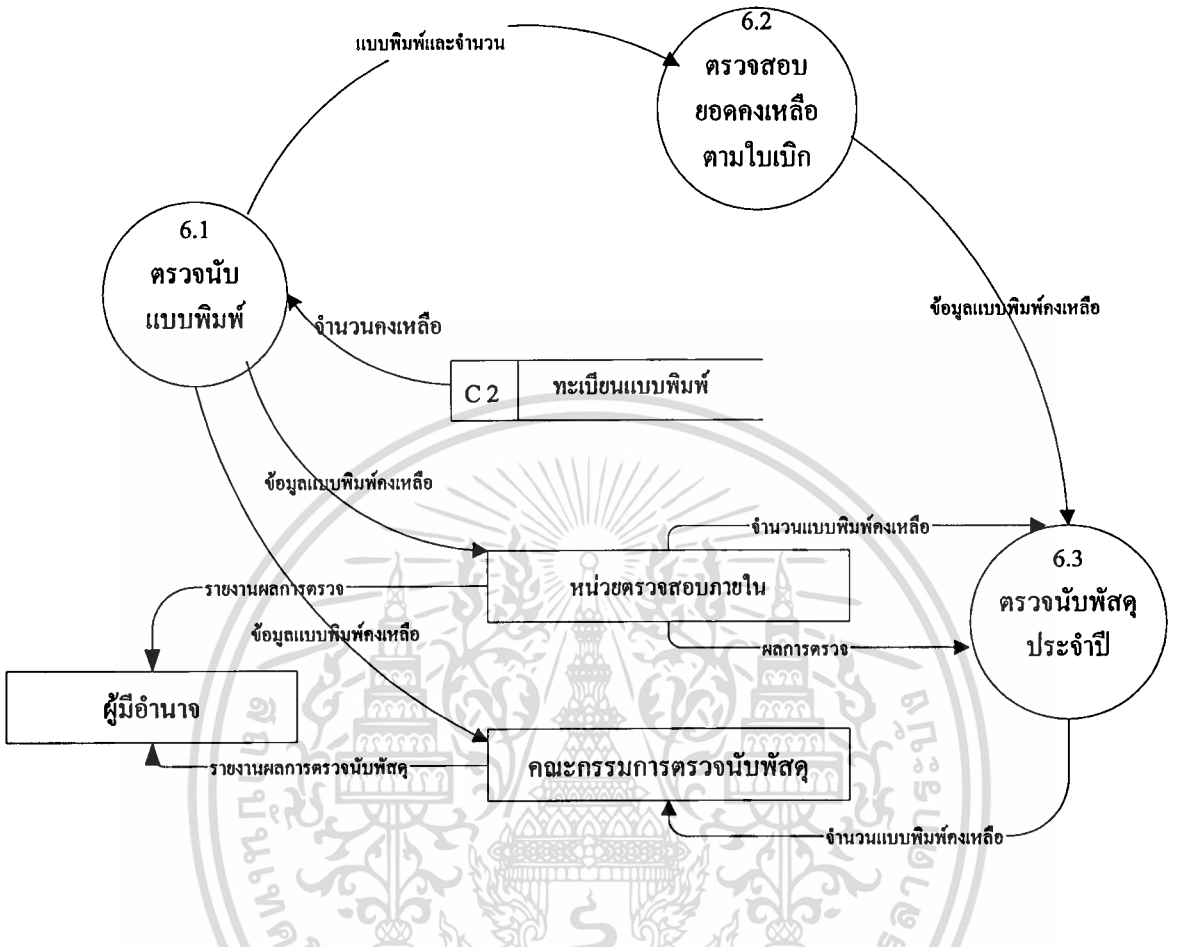 แบบพิมพ์และจำนวน
6.2
ตรวจสอบ
ยอดคงเหลือ
ตามใบเบิก
6.1
ตรวจนับ
แบบพิมพ์
จำนวนคงเหลือ
ข้อมูลแบบพิมพ์คงเหลือ
C 2
ทะเบียนแบบพิมพ์
ข้อมูลแบบพิมพ์คงเหลือ
จำนวนแบบพิมพ์คงเหลือ
6.3
ตรวจนับพัสดุ
ประจำปี
หน่วยตรวจสอบภายใน
รายงานผลการตรวจ
ข้อมูลแบบพิมพ์คงเหลือ
ผลการตรวจ
ผู้มีอำนาจ
รายงานผลการตรวจนับพัสดุ
คณะกรรมการตรวจนับพัสดุ
จำนวนแบบพิมพ์คงเหลือ